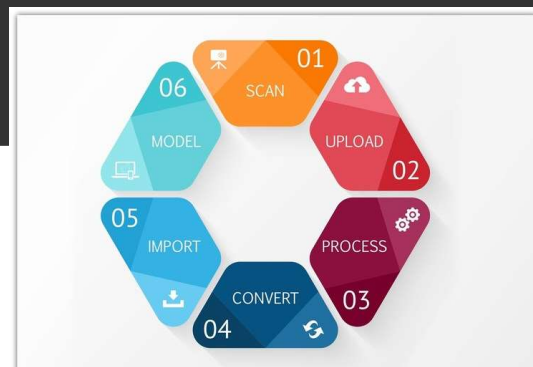 01
SCAN
UPLOAD
02
PROCESS
03
CONVERT
04
05
IMPORT
06
MODEL